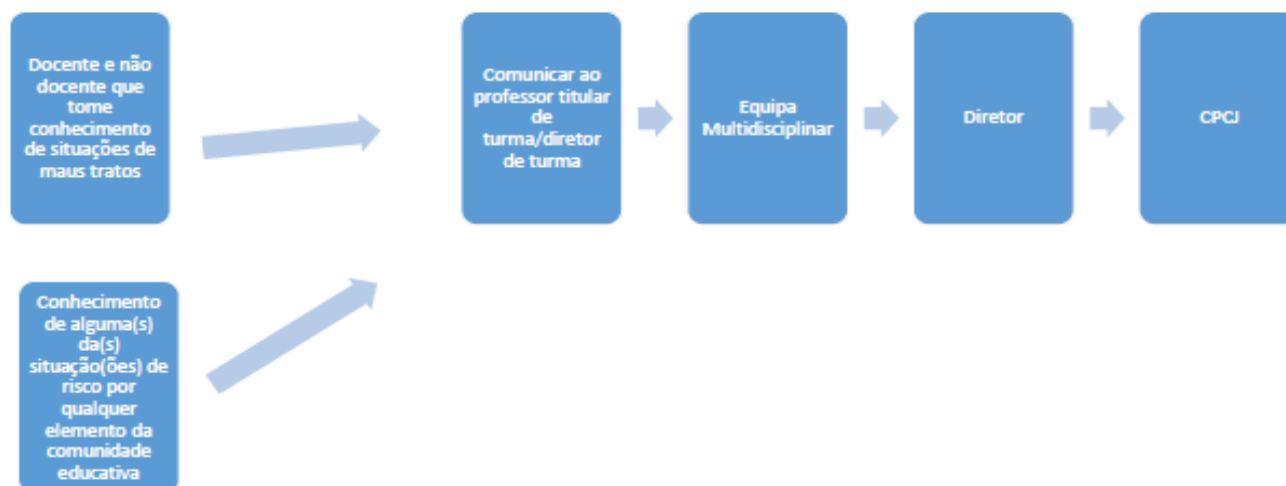 Docente e não
docente que
tome
conhecimento
de situações de
maus tratos
Comunicar ao
professor titular
de
turma/diretor
de turma
Equipa
Multidisciplinar
Diretor
CPCJ
Conhecimento
de alguma(s)
da(s)
situação(ões) de
risco por
qualquer
elemento da
comunidade
educativa